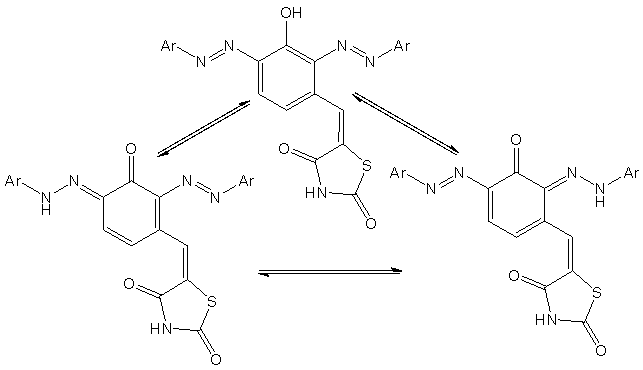 OH
Ar N N N N Ar
O S
HN O
O O
Ar N N N N Ar Ar N N N N Ar
H H
O S O S
HN HN
O O